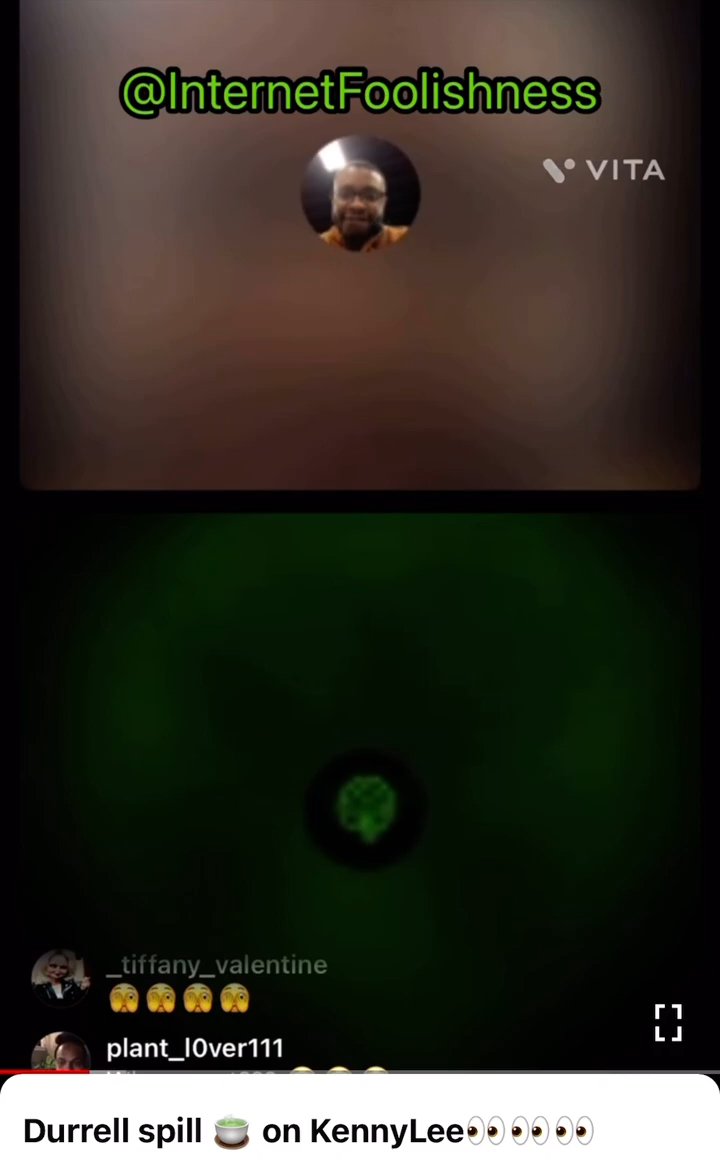 @InternetFoolishness
VITA
_tiffany_valentine
🫣🫣🫣🫣
plant_l0ver111
Durrell spill 🍵 on KennyLee👀👀👀